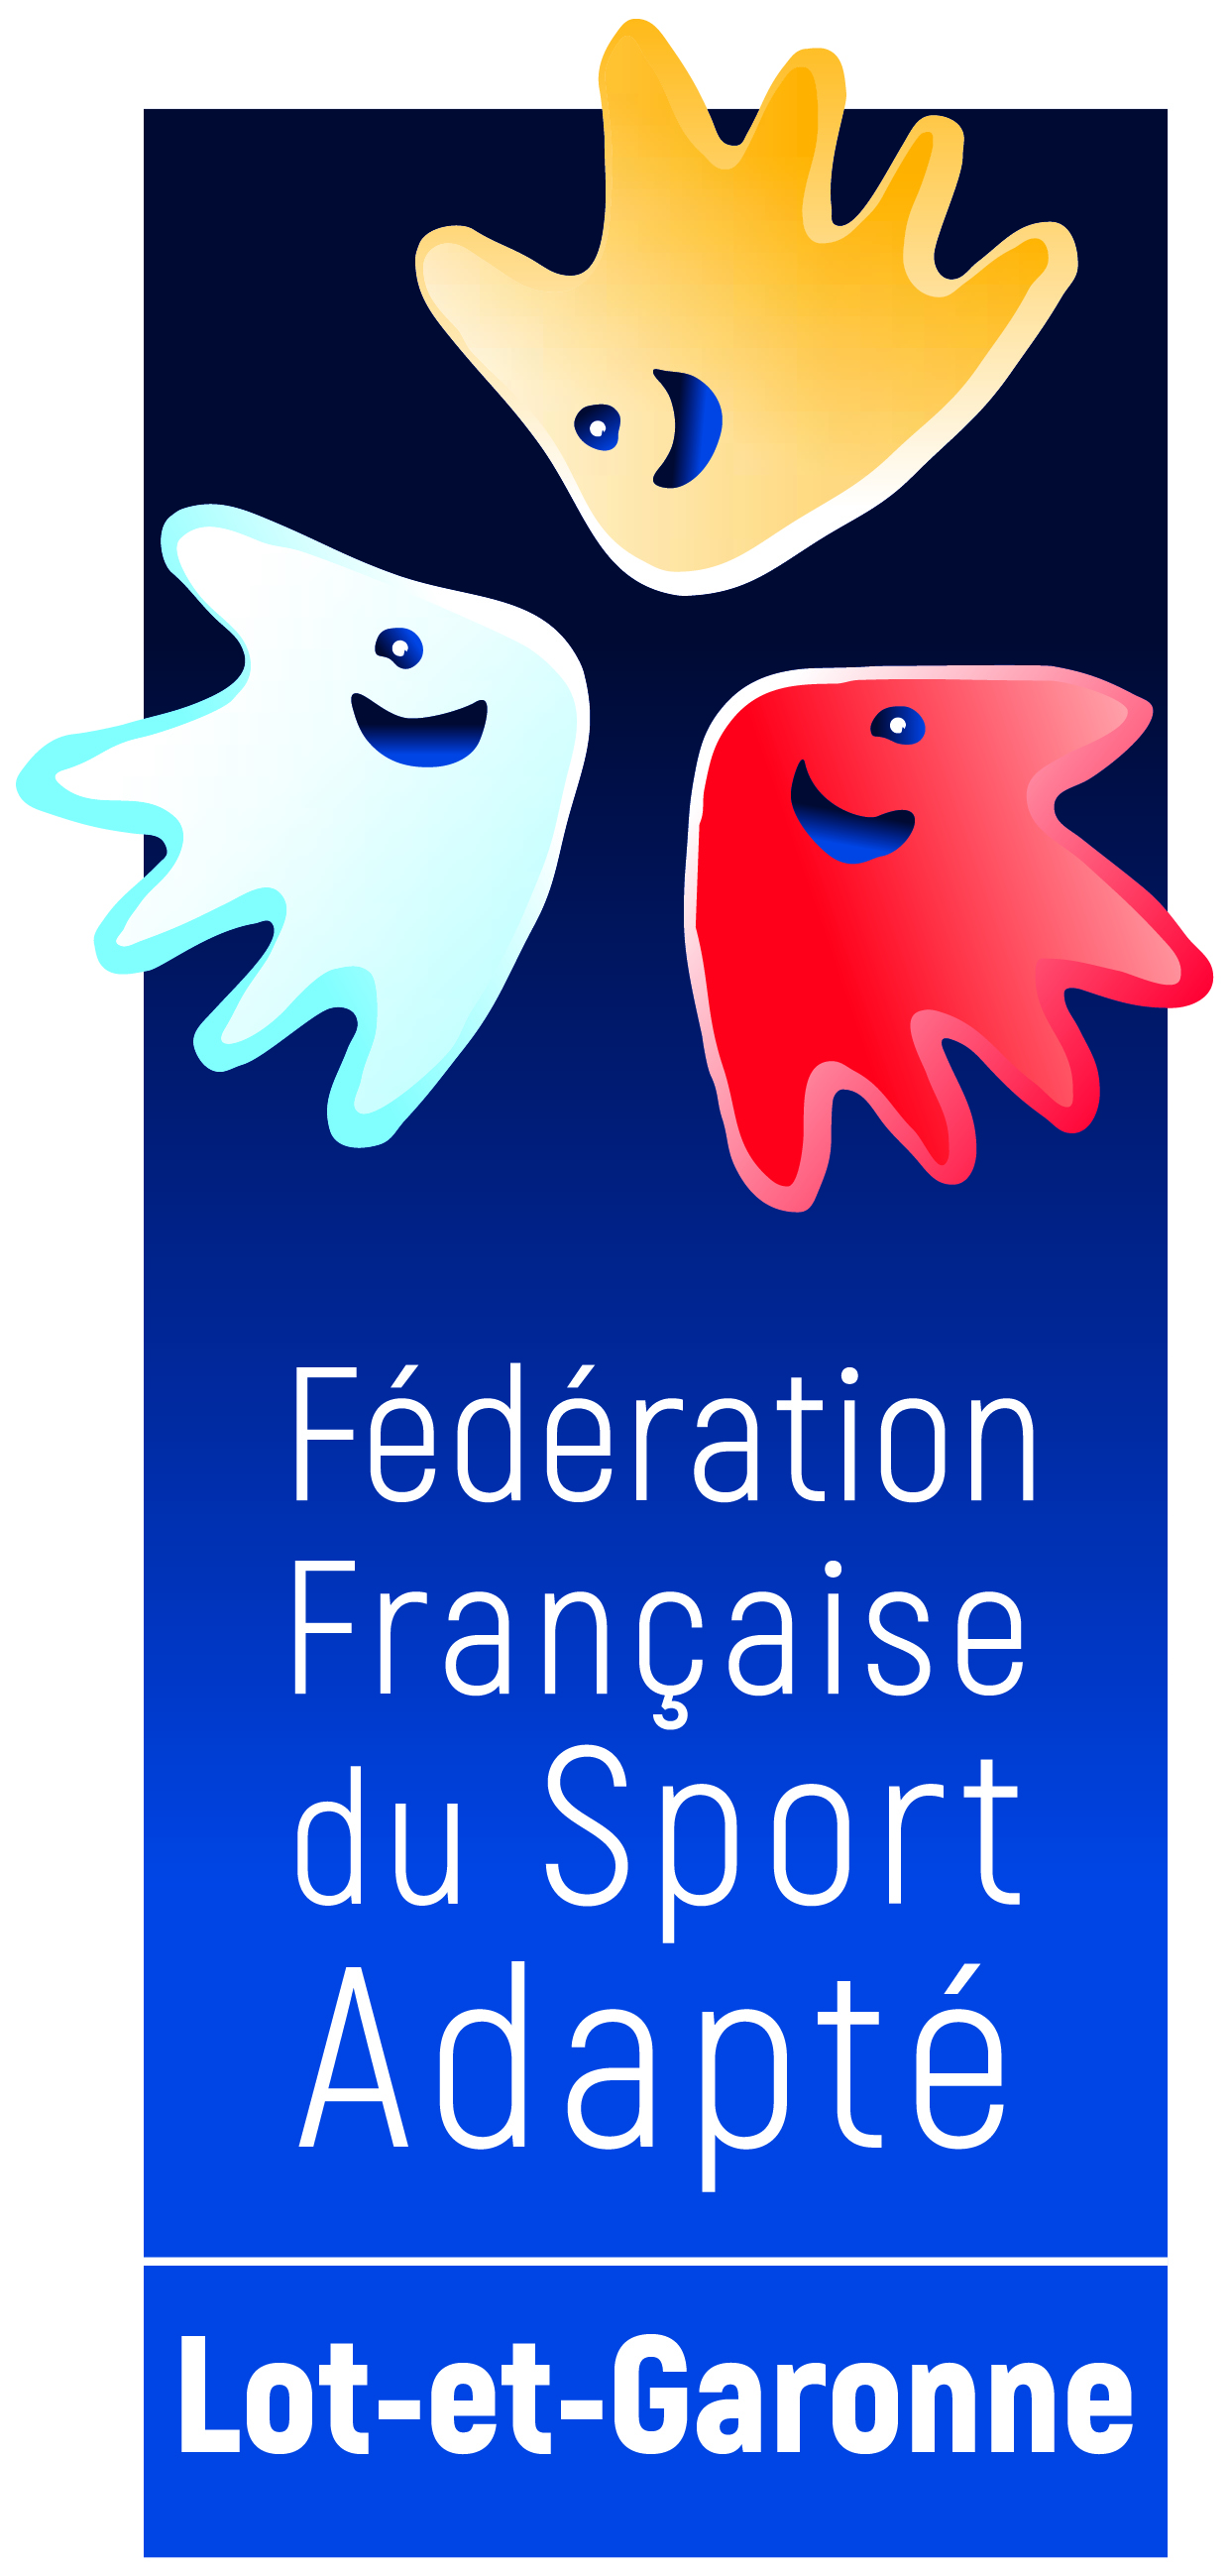 Fédération
Française
du Sport
Adapté
Lot-et-Garonne